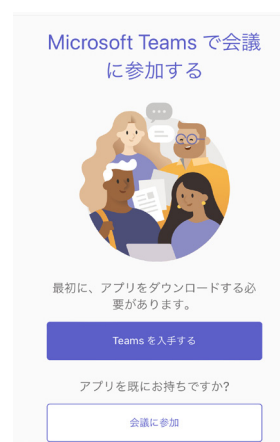 Microsoft Teams で会議
に参加する
最初に、アプリをダウンロードする必
要があります。
Teams を入手する
アプリを既にお持ちですか?
会議に参加